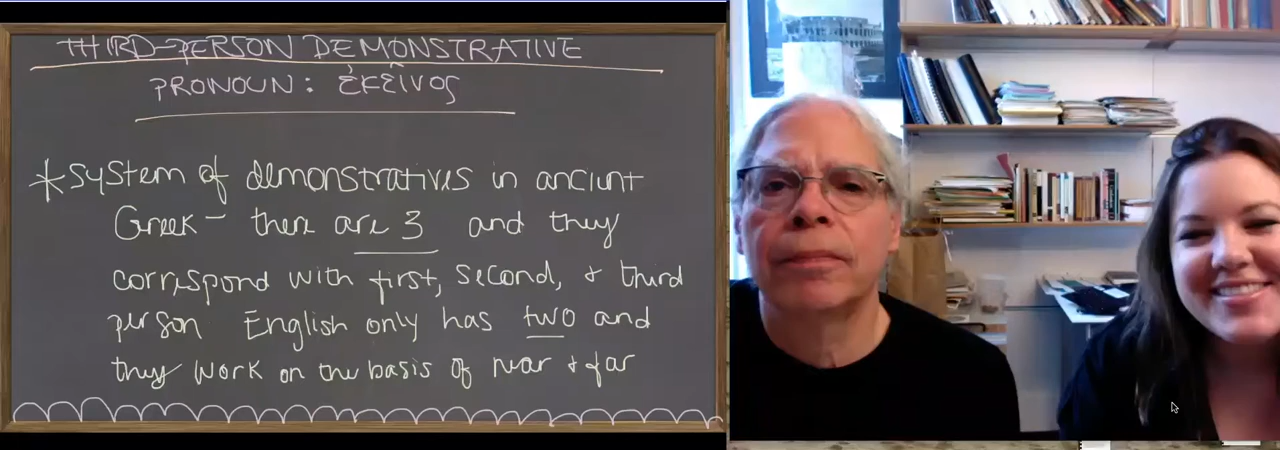 THIRD-PERSON DEMONSTRATIVE
PRONOUN: ἐκεῖνος
*system of demonstratives in anciunt
Greek – there are 3 and they
correspond with first, second, & third
person English only has two and
they work on the basis of near & far